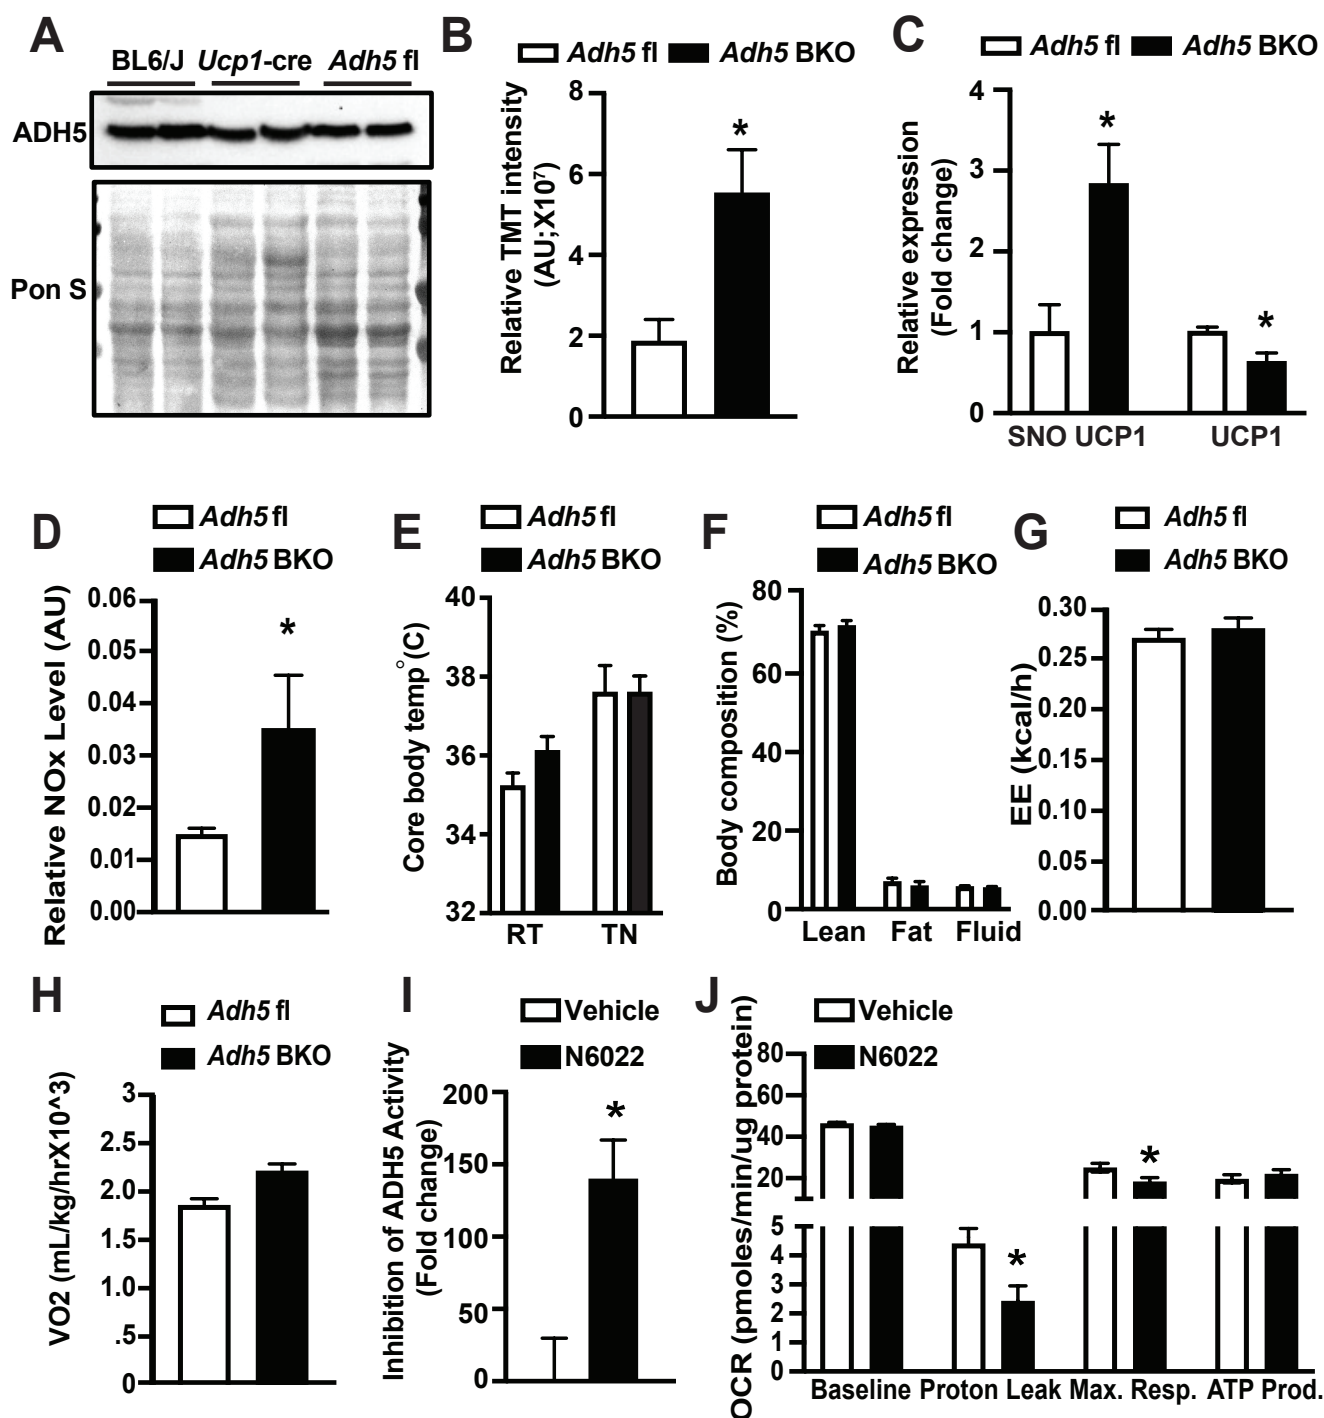 A
BL6/J Ucp1-cre Adh5 fl
ADH5
Pon S
B
Adh5 fl Adh5 BKO
Relative TMT intensity
(AU;X10⁷)
8
6
4
2
0
*
C
Adh5 fl Adh5 BKO
Relative expression
(Fold change)
4
3
2
1
0
*
*
SNO UCP1 UCP1
D
Adh5 fl
Adh5 BKO
Relative NOx Level (AU)
0.06
0.05
0.04
0.03
0.02
0.01
0.00
*
E
Adh5 fl
Adh5 BKO
Core body temp°(C)
40
38
36
34
32
RT TN
F
Adh5 fl
Adh5 BKO
Body composition (%)
80
60
40
20
0
Lean Fat Fluid
G
Adh5 fl
Adh5 BKO
EE (kcal/h)
0.30
0.25
0.20
0.15
0.10
0.05
0.00
H
Adh5 fl
Adh5 BKO
VO2 (mL/kg/hrX10^3)
3
2.5
2.0
1.5
1.0
.5
0
I
Vehicle
N6022
Inhibition of ADH5 Activity
(Fold change)
200
150
100
50
0
*
J
Vehicle
N6022
OCR (pmoles/min/ug protein)
80
60
40
20
5
4
3
2
1
0
*
*
Baseline Proton Leak Max. Resp. ATP Prod.